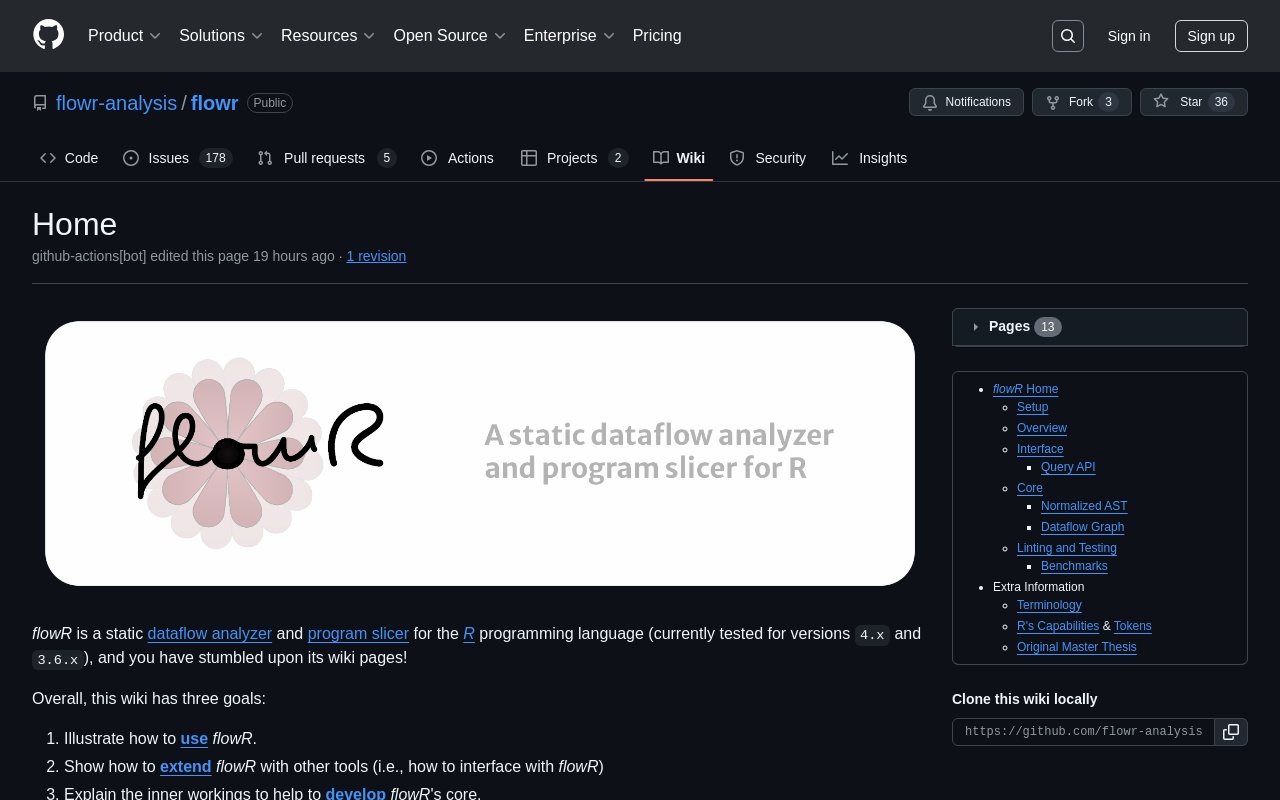 Product
Solutions
Resources
Open Source
Enterprise
Pricing
Sign in
Sign up
flowr-analysis / flowr Public
Notifications
Fork 3
Star 36
Code
Issues 178
Pull requests 5
Actions
Projects 2
Wiki
Security
Insights
Home
github-actions[bot] edited this page 19 hours ago · 1 revision
flowR
A static dataflow analyzer
and program slicer for R
flowR is a static dataflow analyzer and program slicer for the R programming language (currently tested for versions 4.x and
3.6.x), and you have stumbled upon its wiki pages!
Overall, this wiki has three goals:
1. Illustrate how to use flowR.
2. Show how to extend flowR with other tools (i.e., how to interface with flowR)
3. Explain the inner workings to help to develop flowR's core.
Pages 13
flowR Home
Setup
Overview
Interface
Query API
Core
Normalized AST
Dataflow Graph
Linting and Testing
Benchmarks
Extra Information
Terminology
R's Capabilities & Tokens
Original Master Thesis
Clone this wiki locally
https://github.com/flowr-analysis